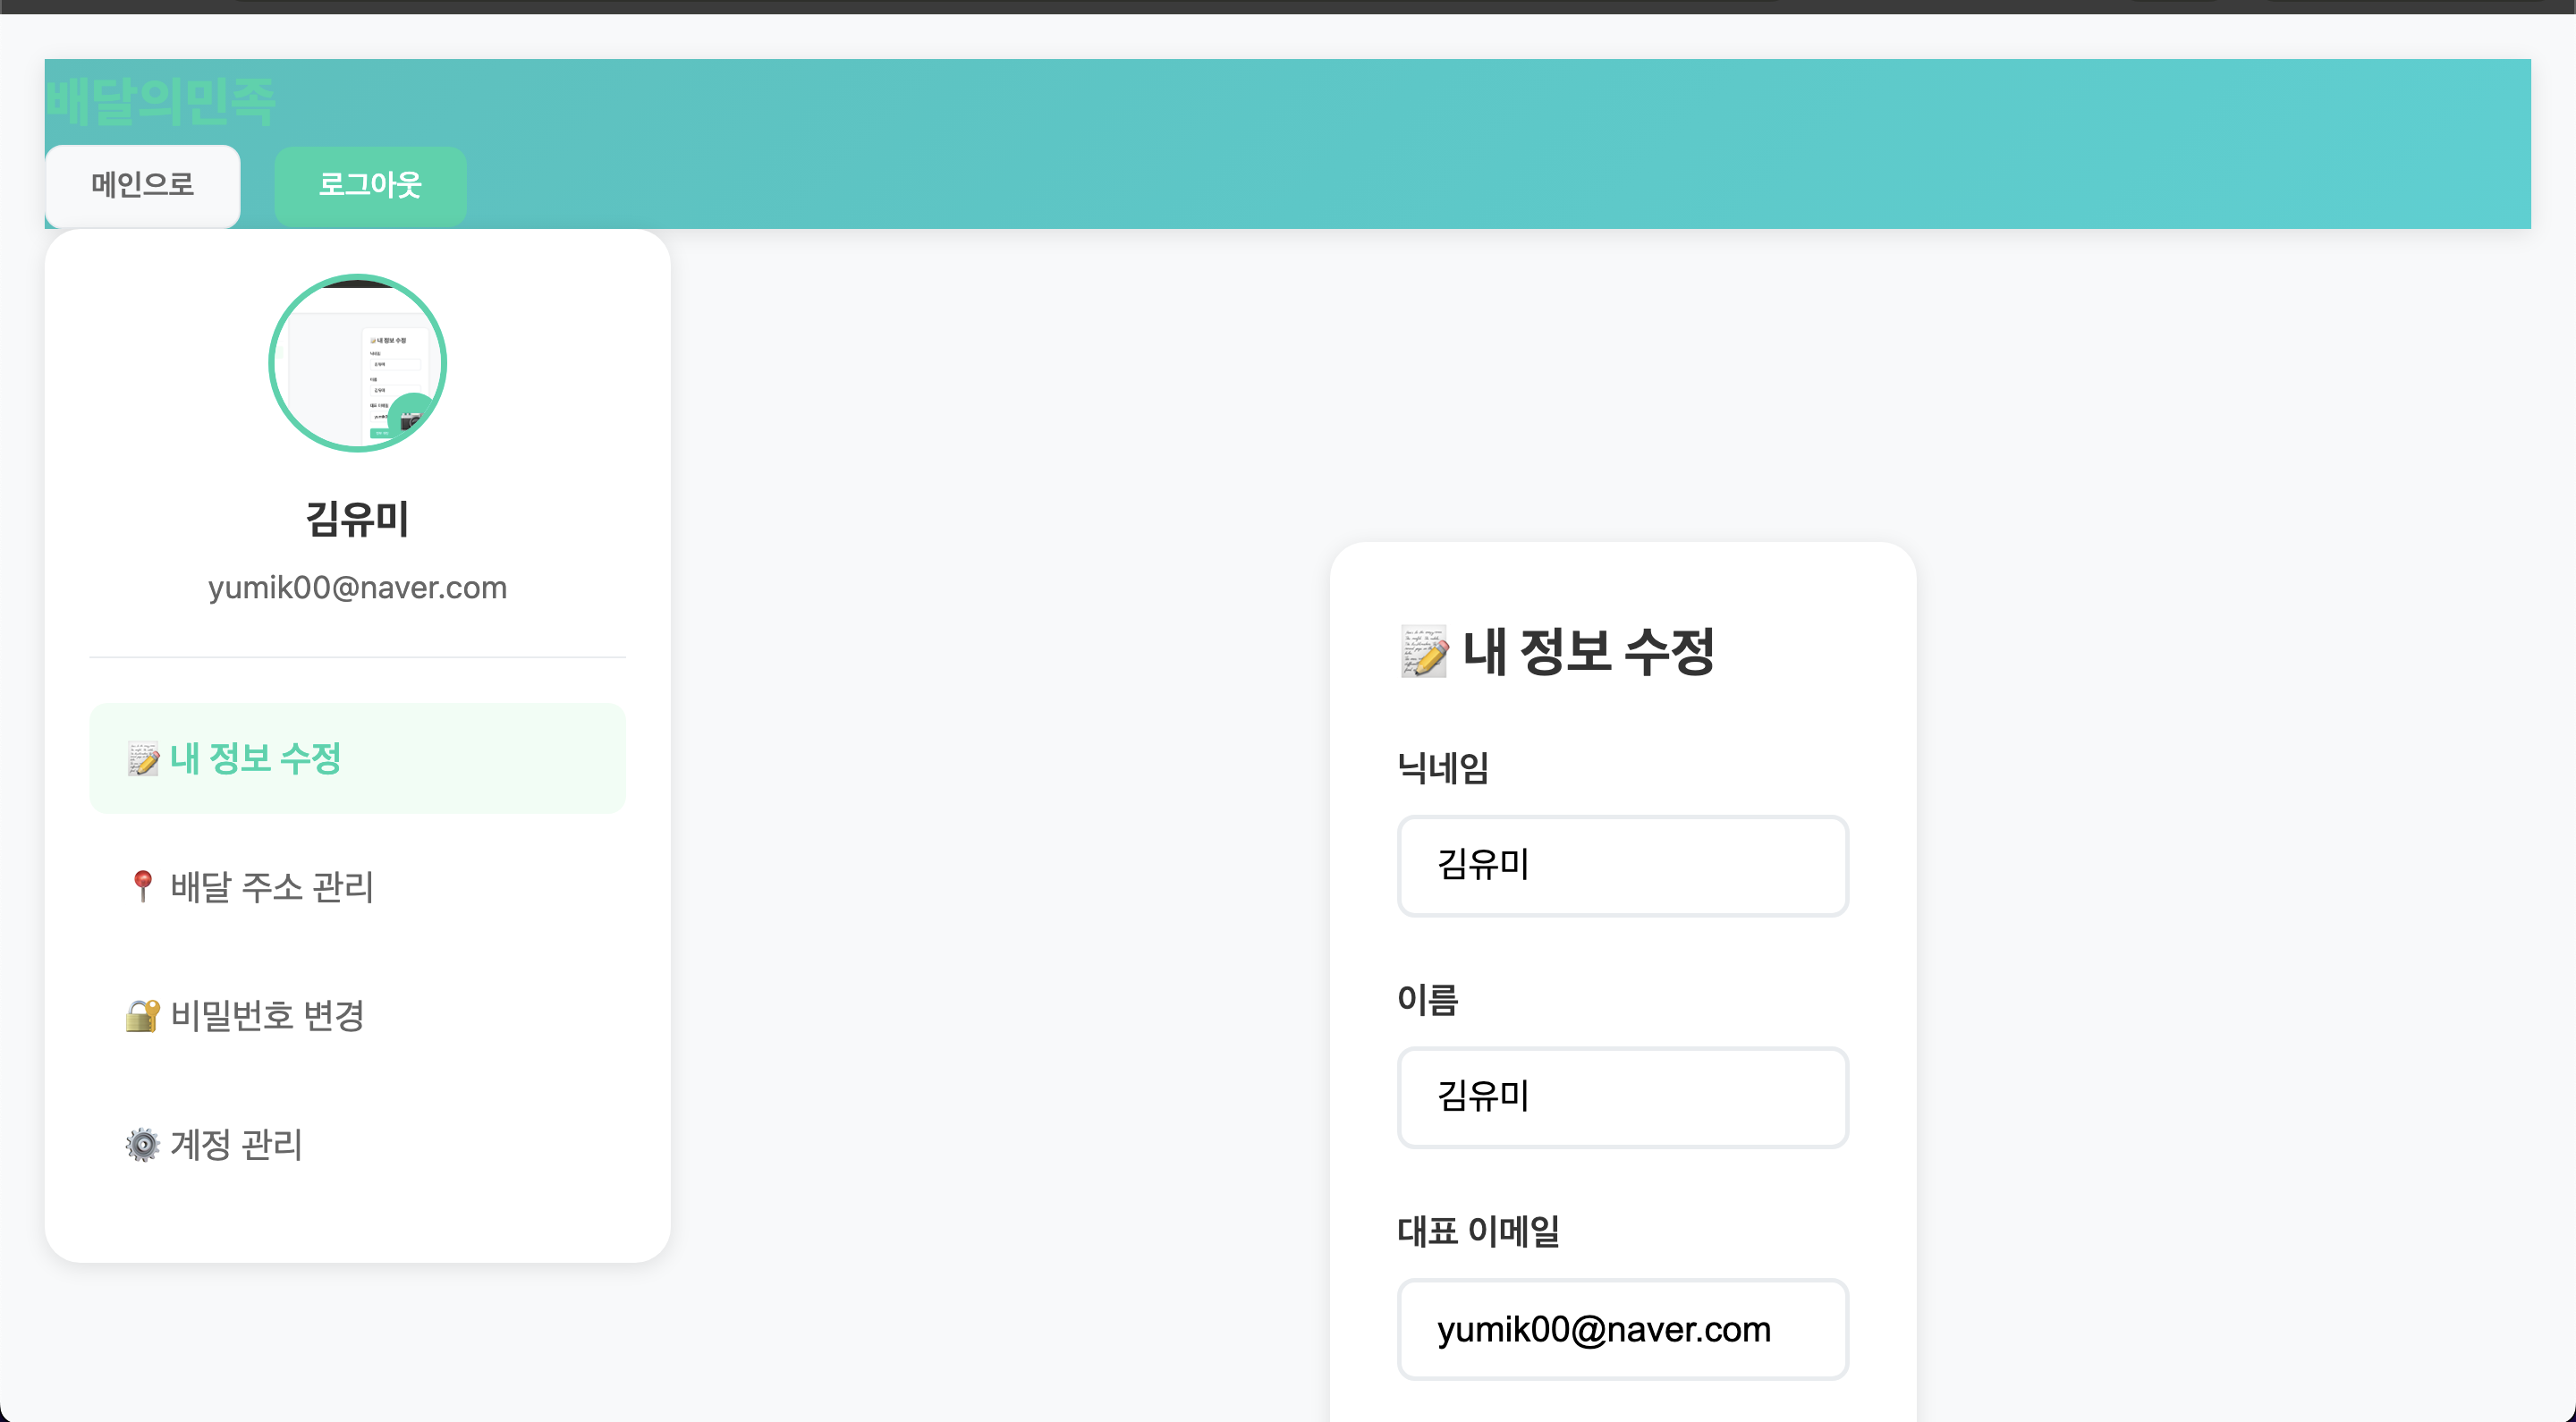 배달의민족
메인으로
로그아웃
김유미
yumik00@naver.com
내 정보 수정
배달 주소 관리
비밀번호 변경
계정 관리
내 정보 수정
닉네임
김유미
이름
김유미
대표 이메일
yumik00@naver.com